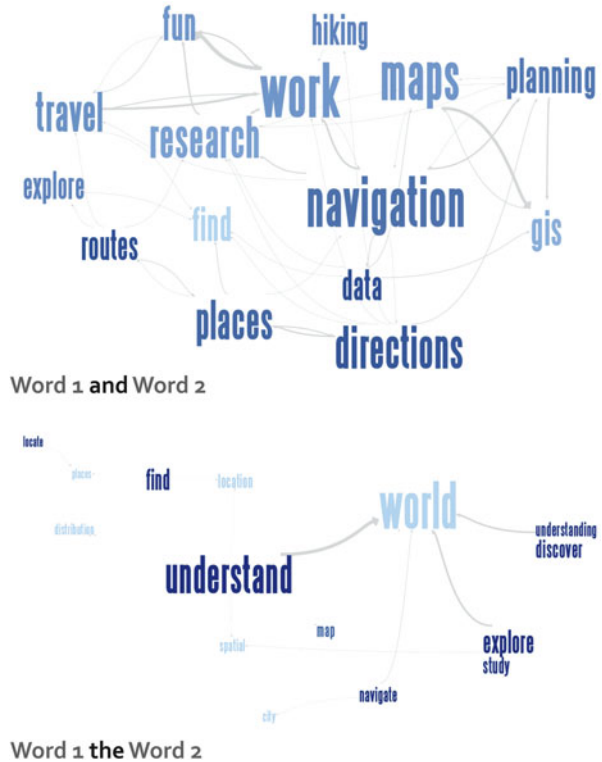 fun
hiking
work
maps
planning
travel
research
explore
navigation
find
gis
routes
data
places
directions
Word 1 and Word 2
locate
places
find
location
world
distribution
understanding
discover
understand
map
explore
spatial
study
navigate
city
Word 1 the Word 2